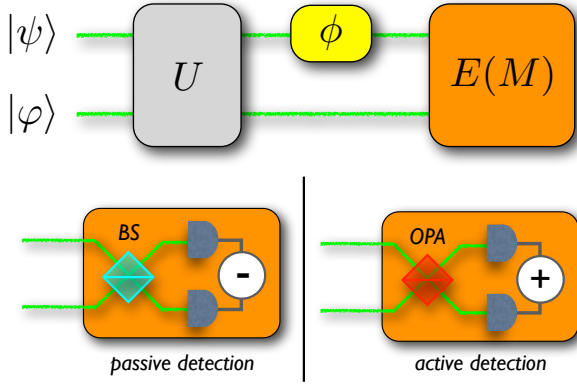 |ψ⟩
ϕ
U
E(M)
|φ⟩
BS
-
passive detection
OPA
+
active detection